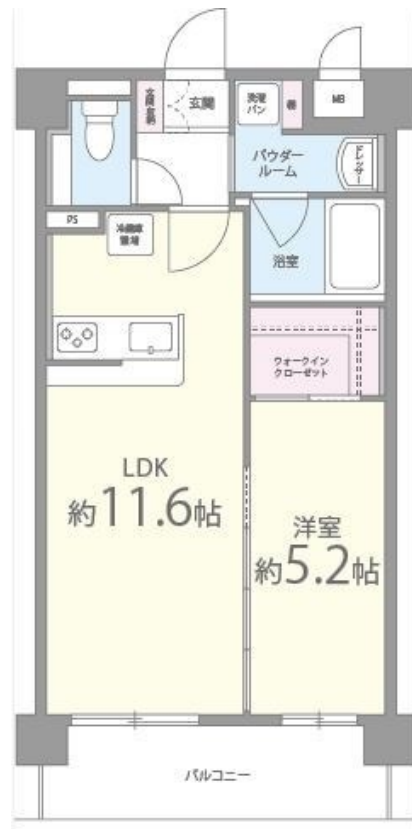 玄関
玄関収納
洗濯
パン
棚
MB
パウダー
ルーム
ドレッサー
PS
冷蔵庫
置場
浴室
ウォークイン
クローゼット
LDK
約11.6帖
洋室
約5.2帖
バルコニー